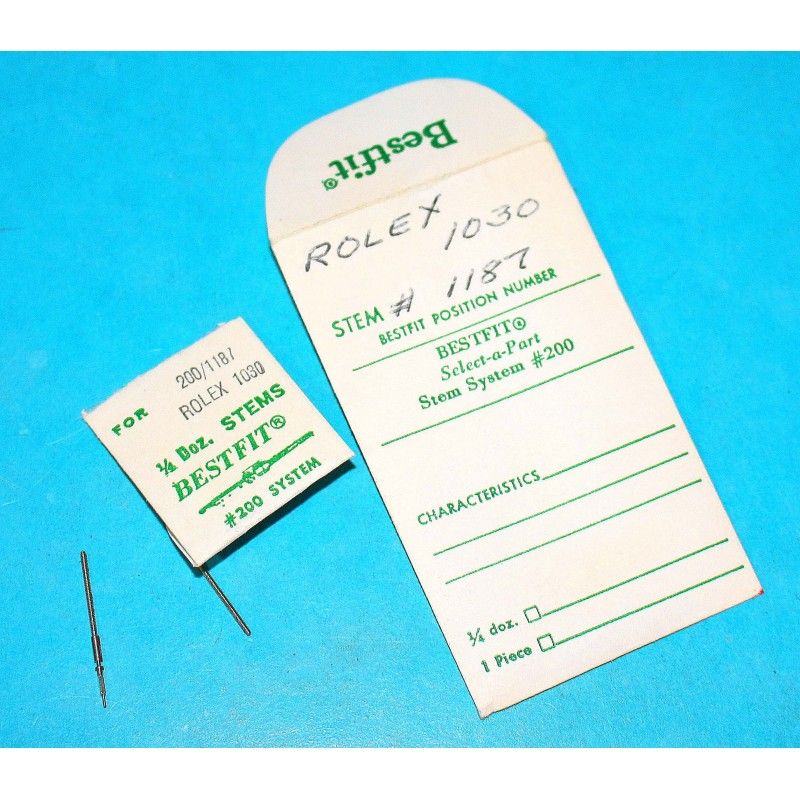 Bestfit®
ROLEX 1030
STEM # 1187
BESTFIT POSITION NUMBER
BESTFIT®
Select-a-Part
Stem System #200
CHARACTERISTICS
¼ doz.
1 Piece
200/1187
FOR ROLEX 1030
¼ Doz. STEMS
BESTFIT®
#200 SYSTEM